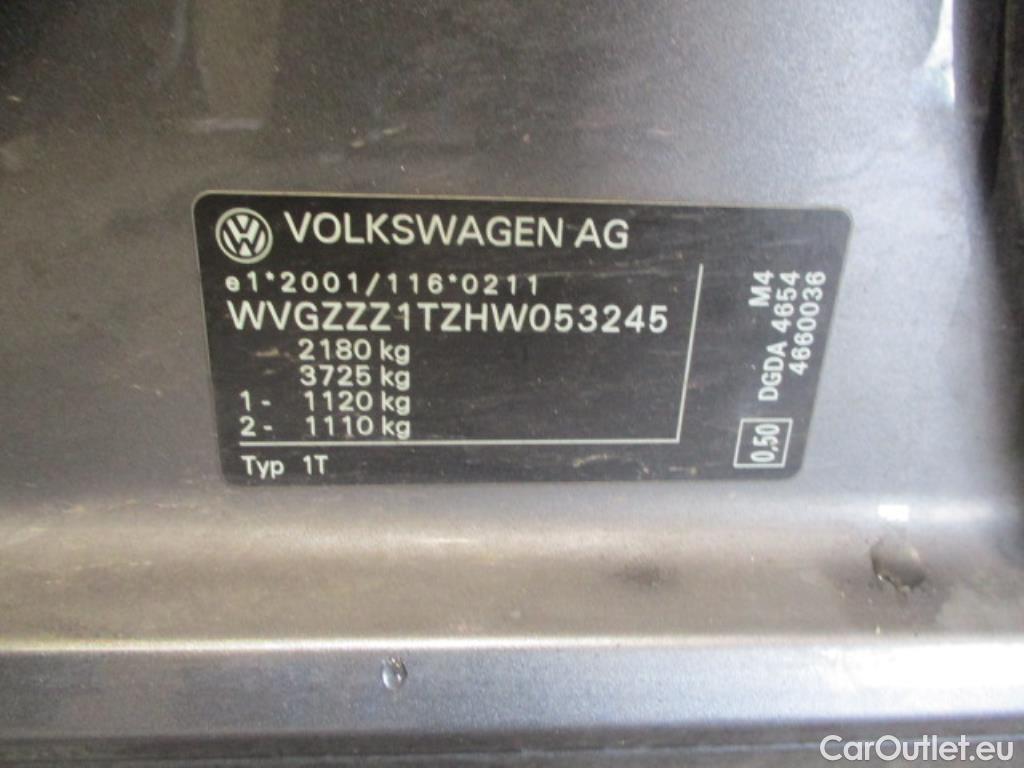 VOLKSWAGEN AG
e1*2001/116*0211
WVGZZZ1TZHW053245
2180 kg
3725 kg
1- 1120 kg
2- 1110 kg
Typ 1T
M4
DGDA 4654
4660036
0,50
CarOutlet.eu